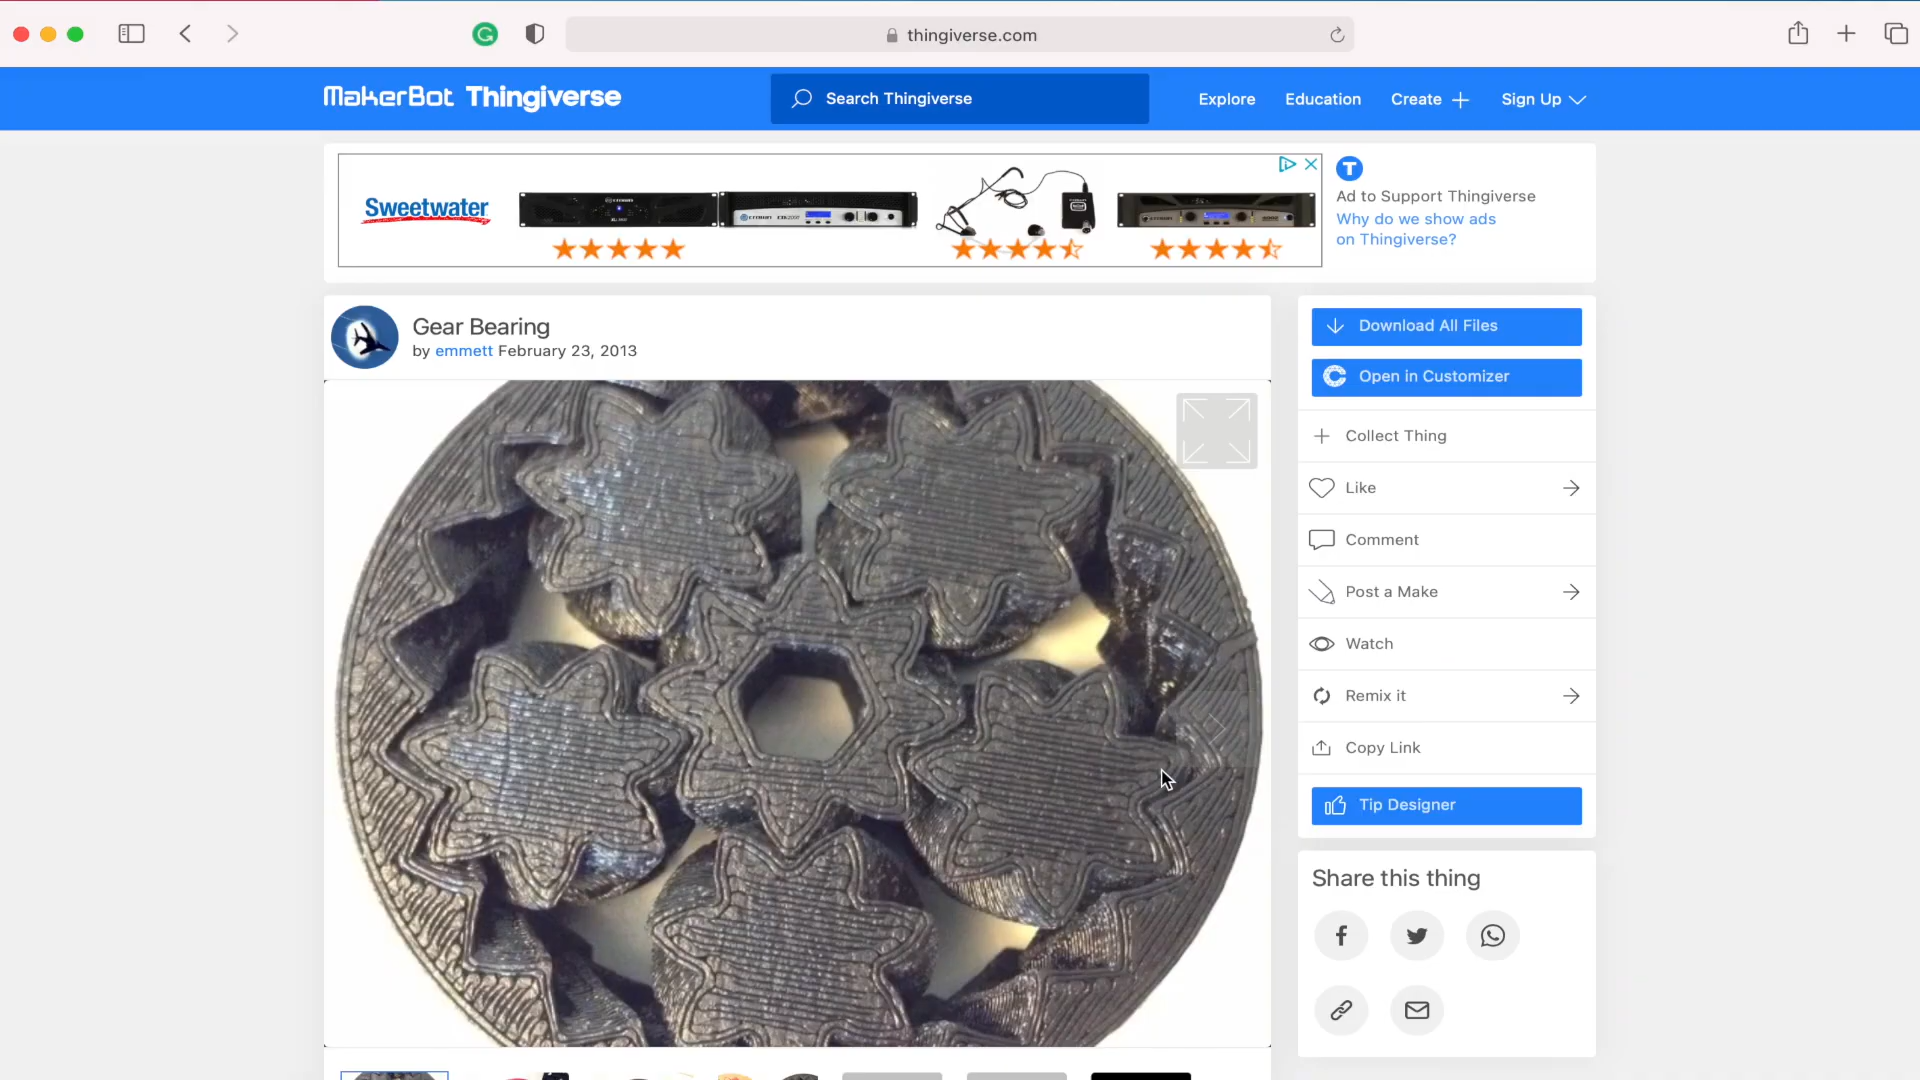 thingiverse.com
MakerBot Thingiverse
Search Thingiverse
Explore
Education
Create
Sign Up
Sweetwater
Ad to Support Thingiverse
Why do we show ads
on Thingiverse?
Gear Bearing
by emmett February 23, 2013
Download All Files
Open in Customizer
Collect Thing
Like
Comment
Post a Make
Watch
Remix it
Copy Link
Tip Designer
Share this thing